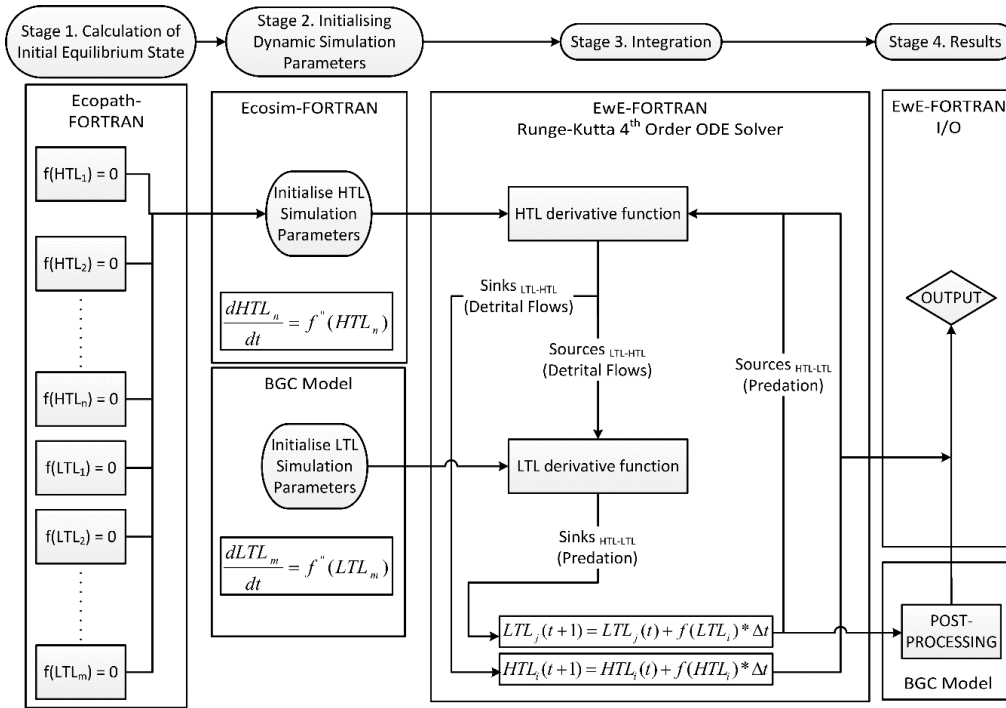 Stage 1. Calculation of
Initial Equilibrium State
Stage 2. Initialising
Dynamic Simulation
Parameters
Stage 3. Integration
Stage 4. Results
Ecopath-
FORTRAN
f(HTL₁) = 0
f(HTL₂) = 0
f(HTLₙ) = 0
f(LTL₁) = 0
f(LTL₂) = 0
f(LTLₘ) = 0
Ecosim-FORTRAN
Initialise HTL
Simulation
Parameters
dHTLₙ/dt = f"(HTLₙ)
BGC Model
Initialise LTL
Simulation
Parameters
dLTLₘ/dt = f"(LTLₘ)
EwE-FORTRAN
Runge-Kutta 4ᵗʰ Order ODE Solver
HTL derivative function
Sinks LTL-HTL
(Detrital Flows)
Sources LTL-HTL
(Detrital Flows)
Sources HTL-LTL
(Predation)
LTL derivative function
Sinks HTL-LTL
(Predation)
LTLⱼ(t+1) = LTLⱼ(t) + f(LTLᵢ)* Δt
HTLᵢ(t+1) = HTLᵢ(t) + f(HTLᵢ)* Δt
EwE-FORTRAN
I/O
OUTPUT
POST-
PROCESSING
BGC Model